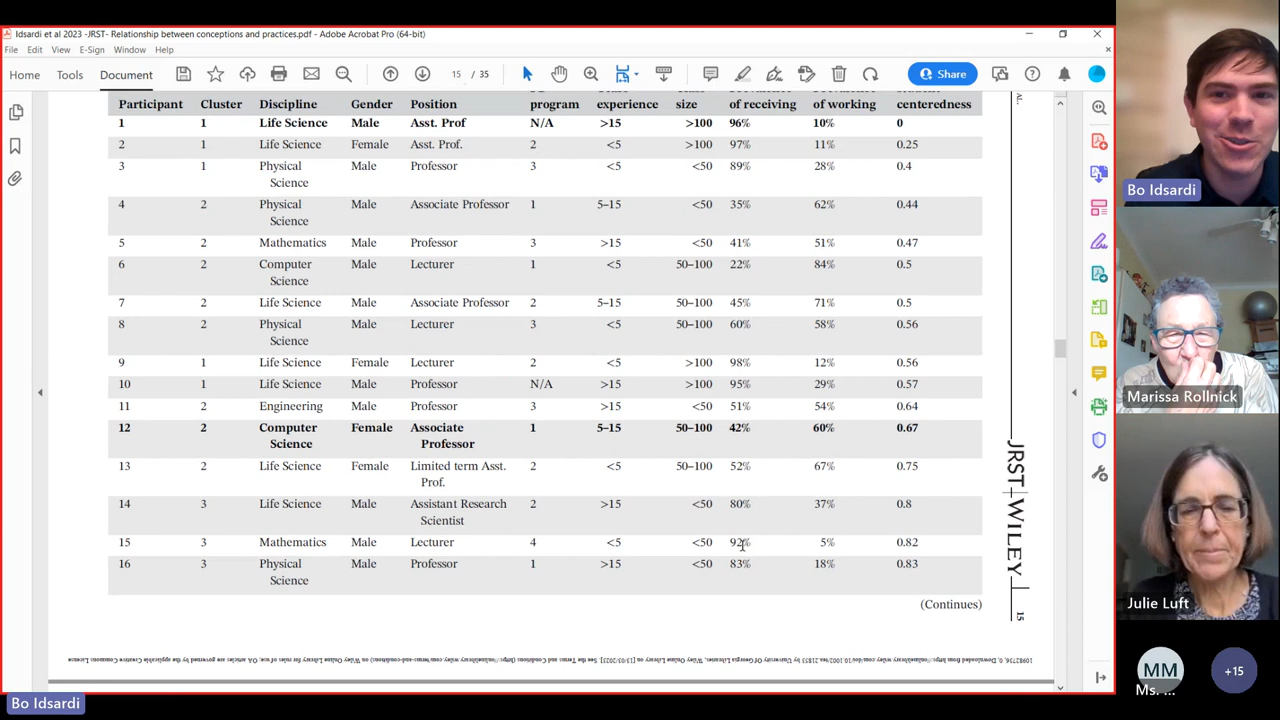 Idsardi et al 2023 -JRST- Relationship between conceptions and practices.pdf - Adobe Acrobat Pro (64-bit)
File Edit View E-Sign Window Help
Home Tools Document 15 / 35 Share
Participant Cluster Discipline Gender Position program experience size of receiving of working centeredness
1 1 Life Science Male Asst. Prof N/A >15 >100 96% 10% 0
2 1 Life Science Female Asst. Prof. 2 <5 >100 97% 11% 0.25
3 1 Physical Male Professor 3 <5 <50 89% 28% 0.4
Science
4 2 Physical Male Associate Professor 1 5–15 <50 35% 62% 0.44
Science
5 2 Mathematics Male Professor 3 >15 <50 41% 51% 0.47
6 2 Computer Male Lecturer 1 <5 50–100 22% 84% 0.5
Science
7 2 Life Science Male Associate Professor 2 5–15 50–100 45% 71% 0.5
8 2 Physical Male Lecturer 3 <5 50–100 60% 58% 0.56
Science
9 1 Life Science Female Lecturer 2 <5 >100 98% 12% 0.56
10 1 Life Science Male Professor N/A >15 >100 95% 29% 0.57
11 2 Engineering Male Professor 3 >15 <50 51% 54% 0.64
12 2 Computer Female Associate 1 5–15 50–100 42% 60% 0.67
Science Professor
13 2 Life Science Female Limited term Asst. 2 <5 50–100 52% 67% 0.75
Prof.
14 3 Life Science Male Assistant Research 2 >15 <50 80% 37% 0.8
Scientist
15 3 Mathematics Male Lecturer 4 <5 <50 92% 5% 0.82
16 3 Physical Male Professor 1 >15 <50 83% 18% 0.83
Science
(Continues)
JRST WILEY 15
Bo Idsardi
Marissa Rollnick
Julie Luft
MM
Ms. ...
+15
Bo Idsardi